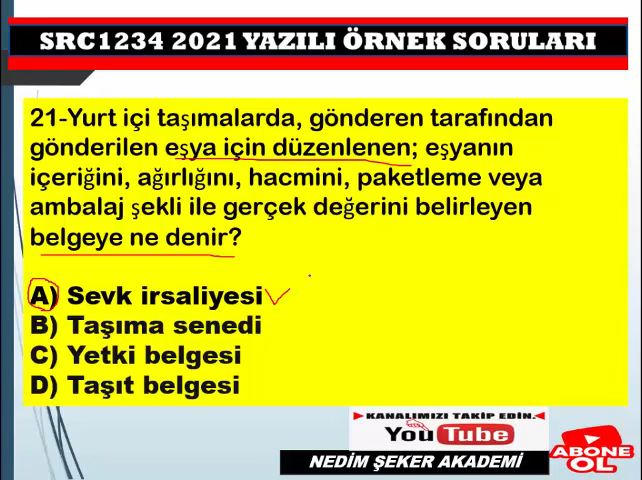 SRC1234 2021 YAZILI ÖRNEK SORULARI
21-Yurt içi taşımalarda, gönderen tarafından
gönderilen eşya için düzenlenen; eşyanın
içeriğini, ağırlığını, hacmini, paketleme veya
ambalaj şekli ile gerçek değerini belirleyen
belgeye ne denir?
A) Sevk irsaliyesi
B) Taşıma senedi
C) Yetki belgesi
D) Taşıt belgesi
KANALIMIZI TAKİP EDİN.
YouTube
NEDİM ŞEKER AKADEMİ
ABONE
OL